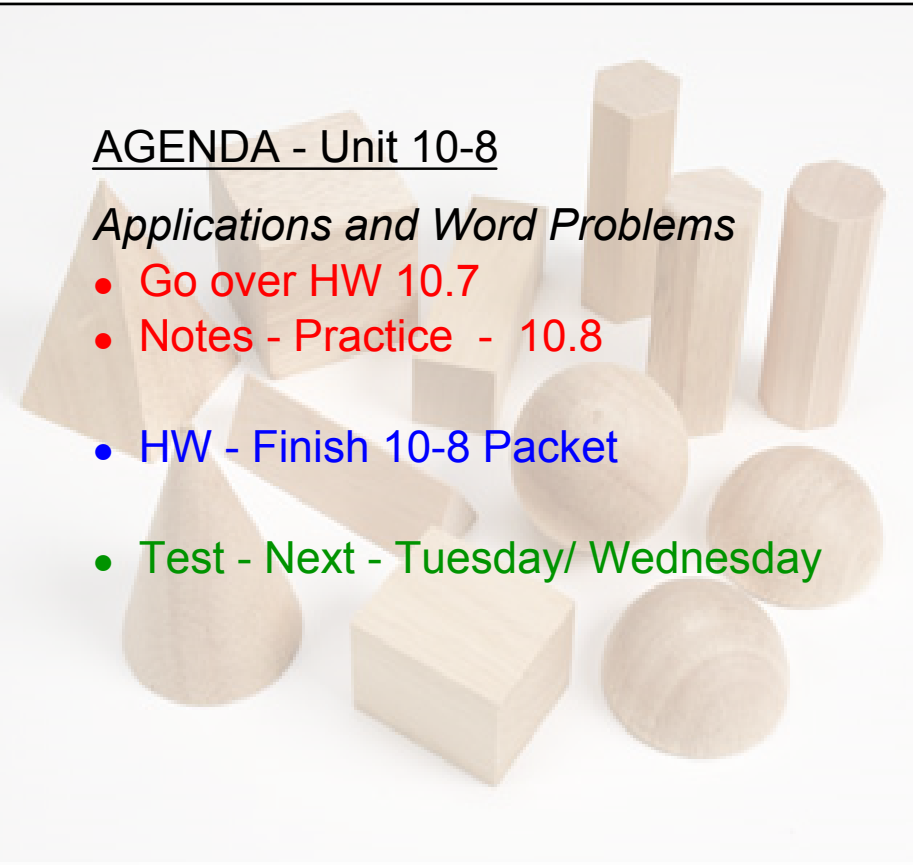 AGENDA - Unit 10-8
Applications and Word Problems
• Go over HW 10.7
• Notes - Practice - 10.8
• HW - Finish 10-8 Packet
• Test - Next - Tuesday/ Wednesday